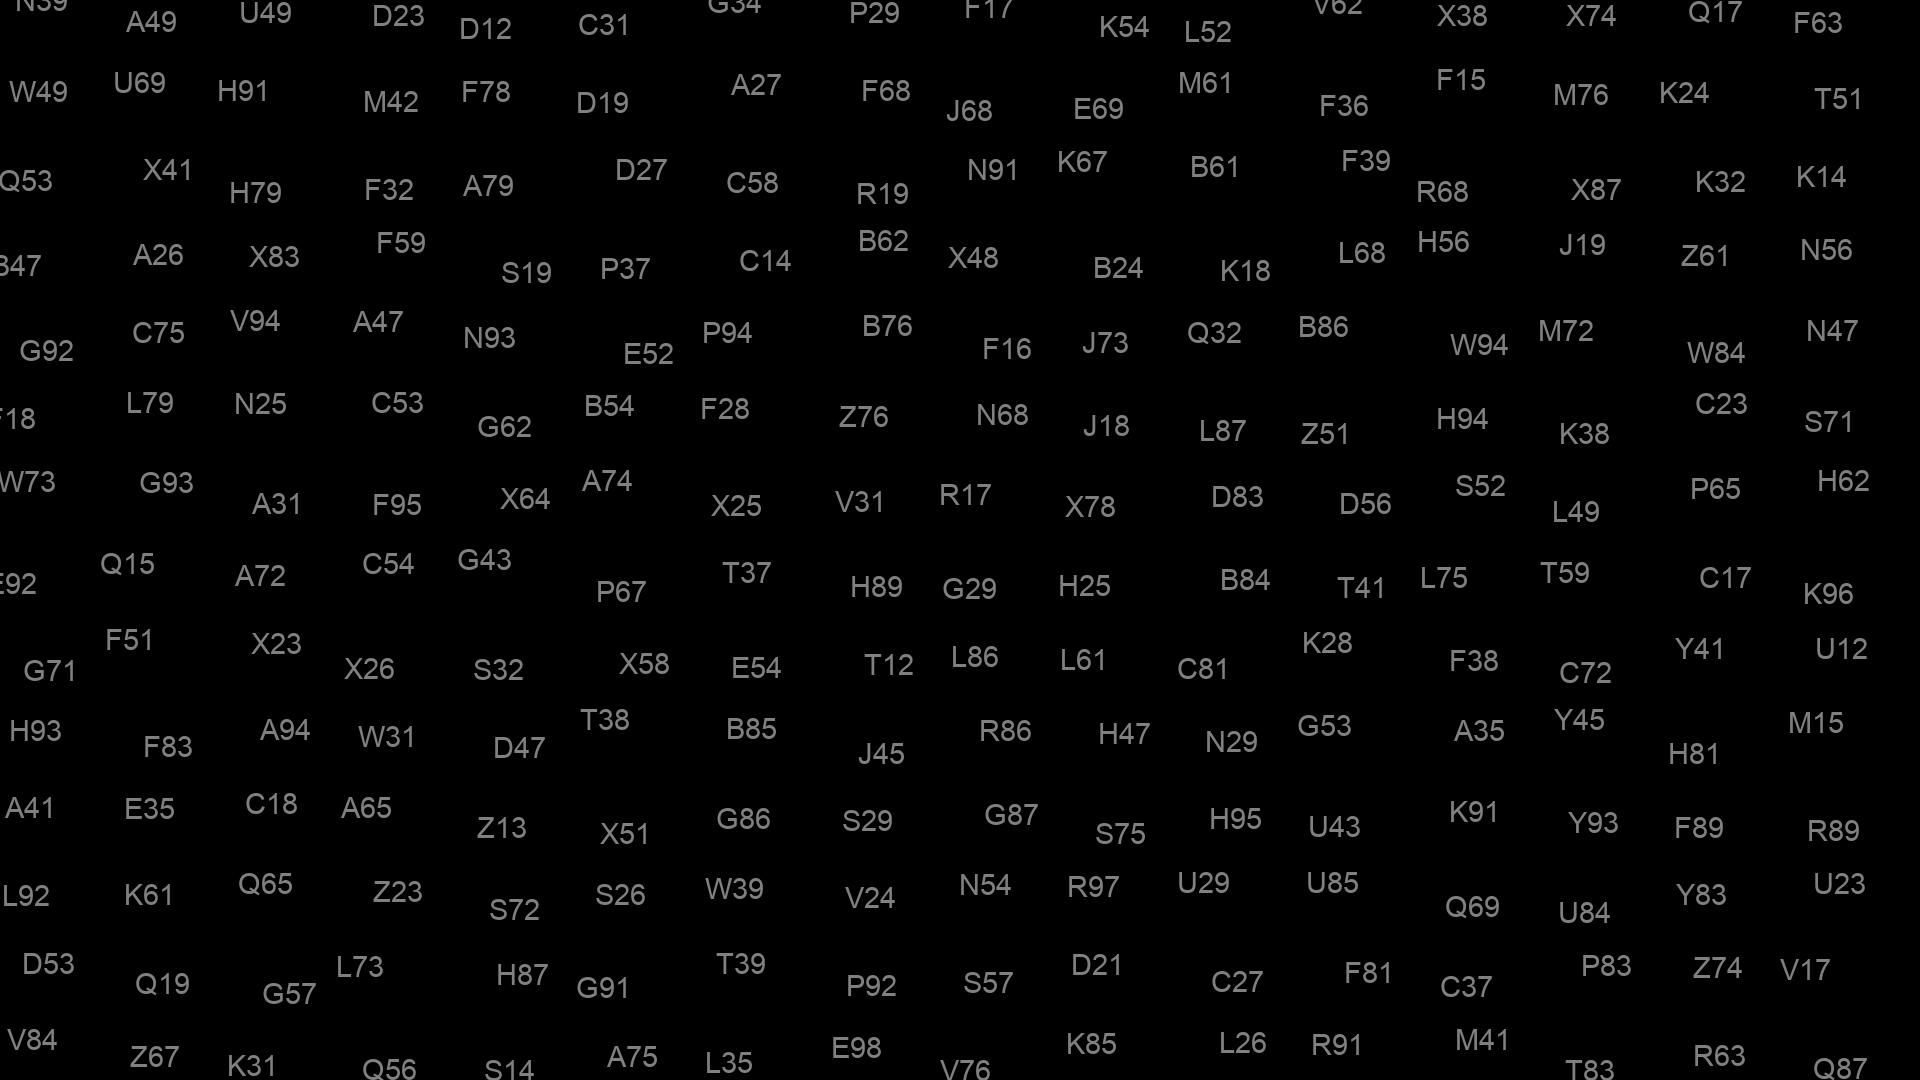 N39 A49 U49 D23 D12 C31 G34 P29 F17 K54 L52 V62 X38 X74 Q17 F63
W49 U69 H91 M42 F78 D19 A27 F68 J68 E69 M61 F36 F15 M76 K24 T51
Q53 X41 H79 F32 A79 D27 C58 R19 N91 K67 B61 F39 R68 X87 K32 K14
B47 A26 X83 F59 S19 P37 C14 B62 X48 B24 K18 L68 H56 J19 Z61 N56
G92 C75 V94 A47 N93 E52 P94 B76 F16 J73 Q32 B86 W94 M72 W84 N47
L79 N25 C53 G62 B54 F28 Z76 N68 J18 L87 Z51 H94 K38 C23 S71
W73 G93 A31 F95 X64 A74 X25 V31 R17 X78 D83 D56 S52 L49 P65 H62
Q15 A72 C54 G43 P67 T37 H89 G29 H25 B84 T41 L75 T59 C17 K96
G71 F51 X23 X26 S32 X58 E54 T12 L86 L61 C81 K28 F38 C72 Y41 U12
H93 F83 A94 W31 D47 T38 B85 J45 R86 H47 N29 G53 A35 Y45 H81 M15
A41 E35 C18 A65 Z13 X51 G86 S29 G87 S75 H95 U43 K91 Y93 F89 R89
L92 K61 Q65 Z23 S72 S26 W39 V24 N54 R97 U29 U85 Q69 U84 Y83 U23
D53 Q19 G57 L73 H87 G91 T39 P92 S57 D21 C27 F81 C37 P83 Z74 V17
V84 Z67 K31 Q56 S14 A75 L35 E98 V76 K85 L26 R91 M41 T83 R63 Q87